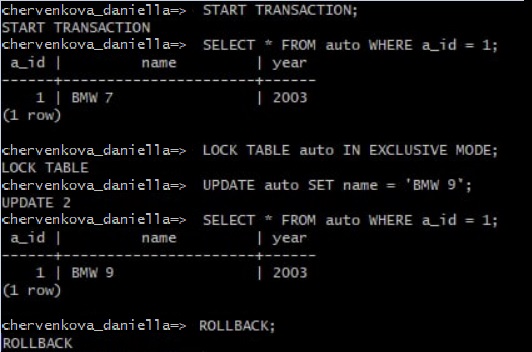 chervenkova_daniella=> START TRANSACTION;
START TRANSACTION
chervenkova_daniella=> SELECT * FROM auto WHERE a_id = 1;
a_id | name | year
------+----------------------+------
1 | BMW 7 | 2003
(1 row)
chervenkova_daniella=> LOCK TABLE auto IN EXCLUSIVE MODE;
LOCK TABLE
chervenkova_daniella=> UPDATE auto SET name = 'BMW 9';
UPDATE 2
chervenkova_daniella=> SELECT * FROM auto WHERE a_id = 1;
a_id | name | year
------+----------------------+------
1 | BMW 9 | 2003
(1 row)
chervenkova_daniella=> ROLLBACK;
ROLLBACK